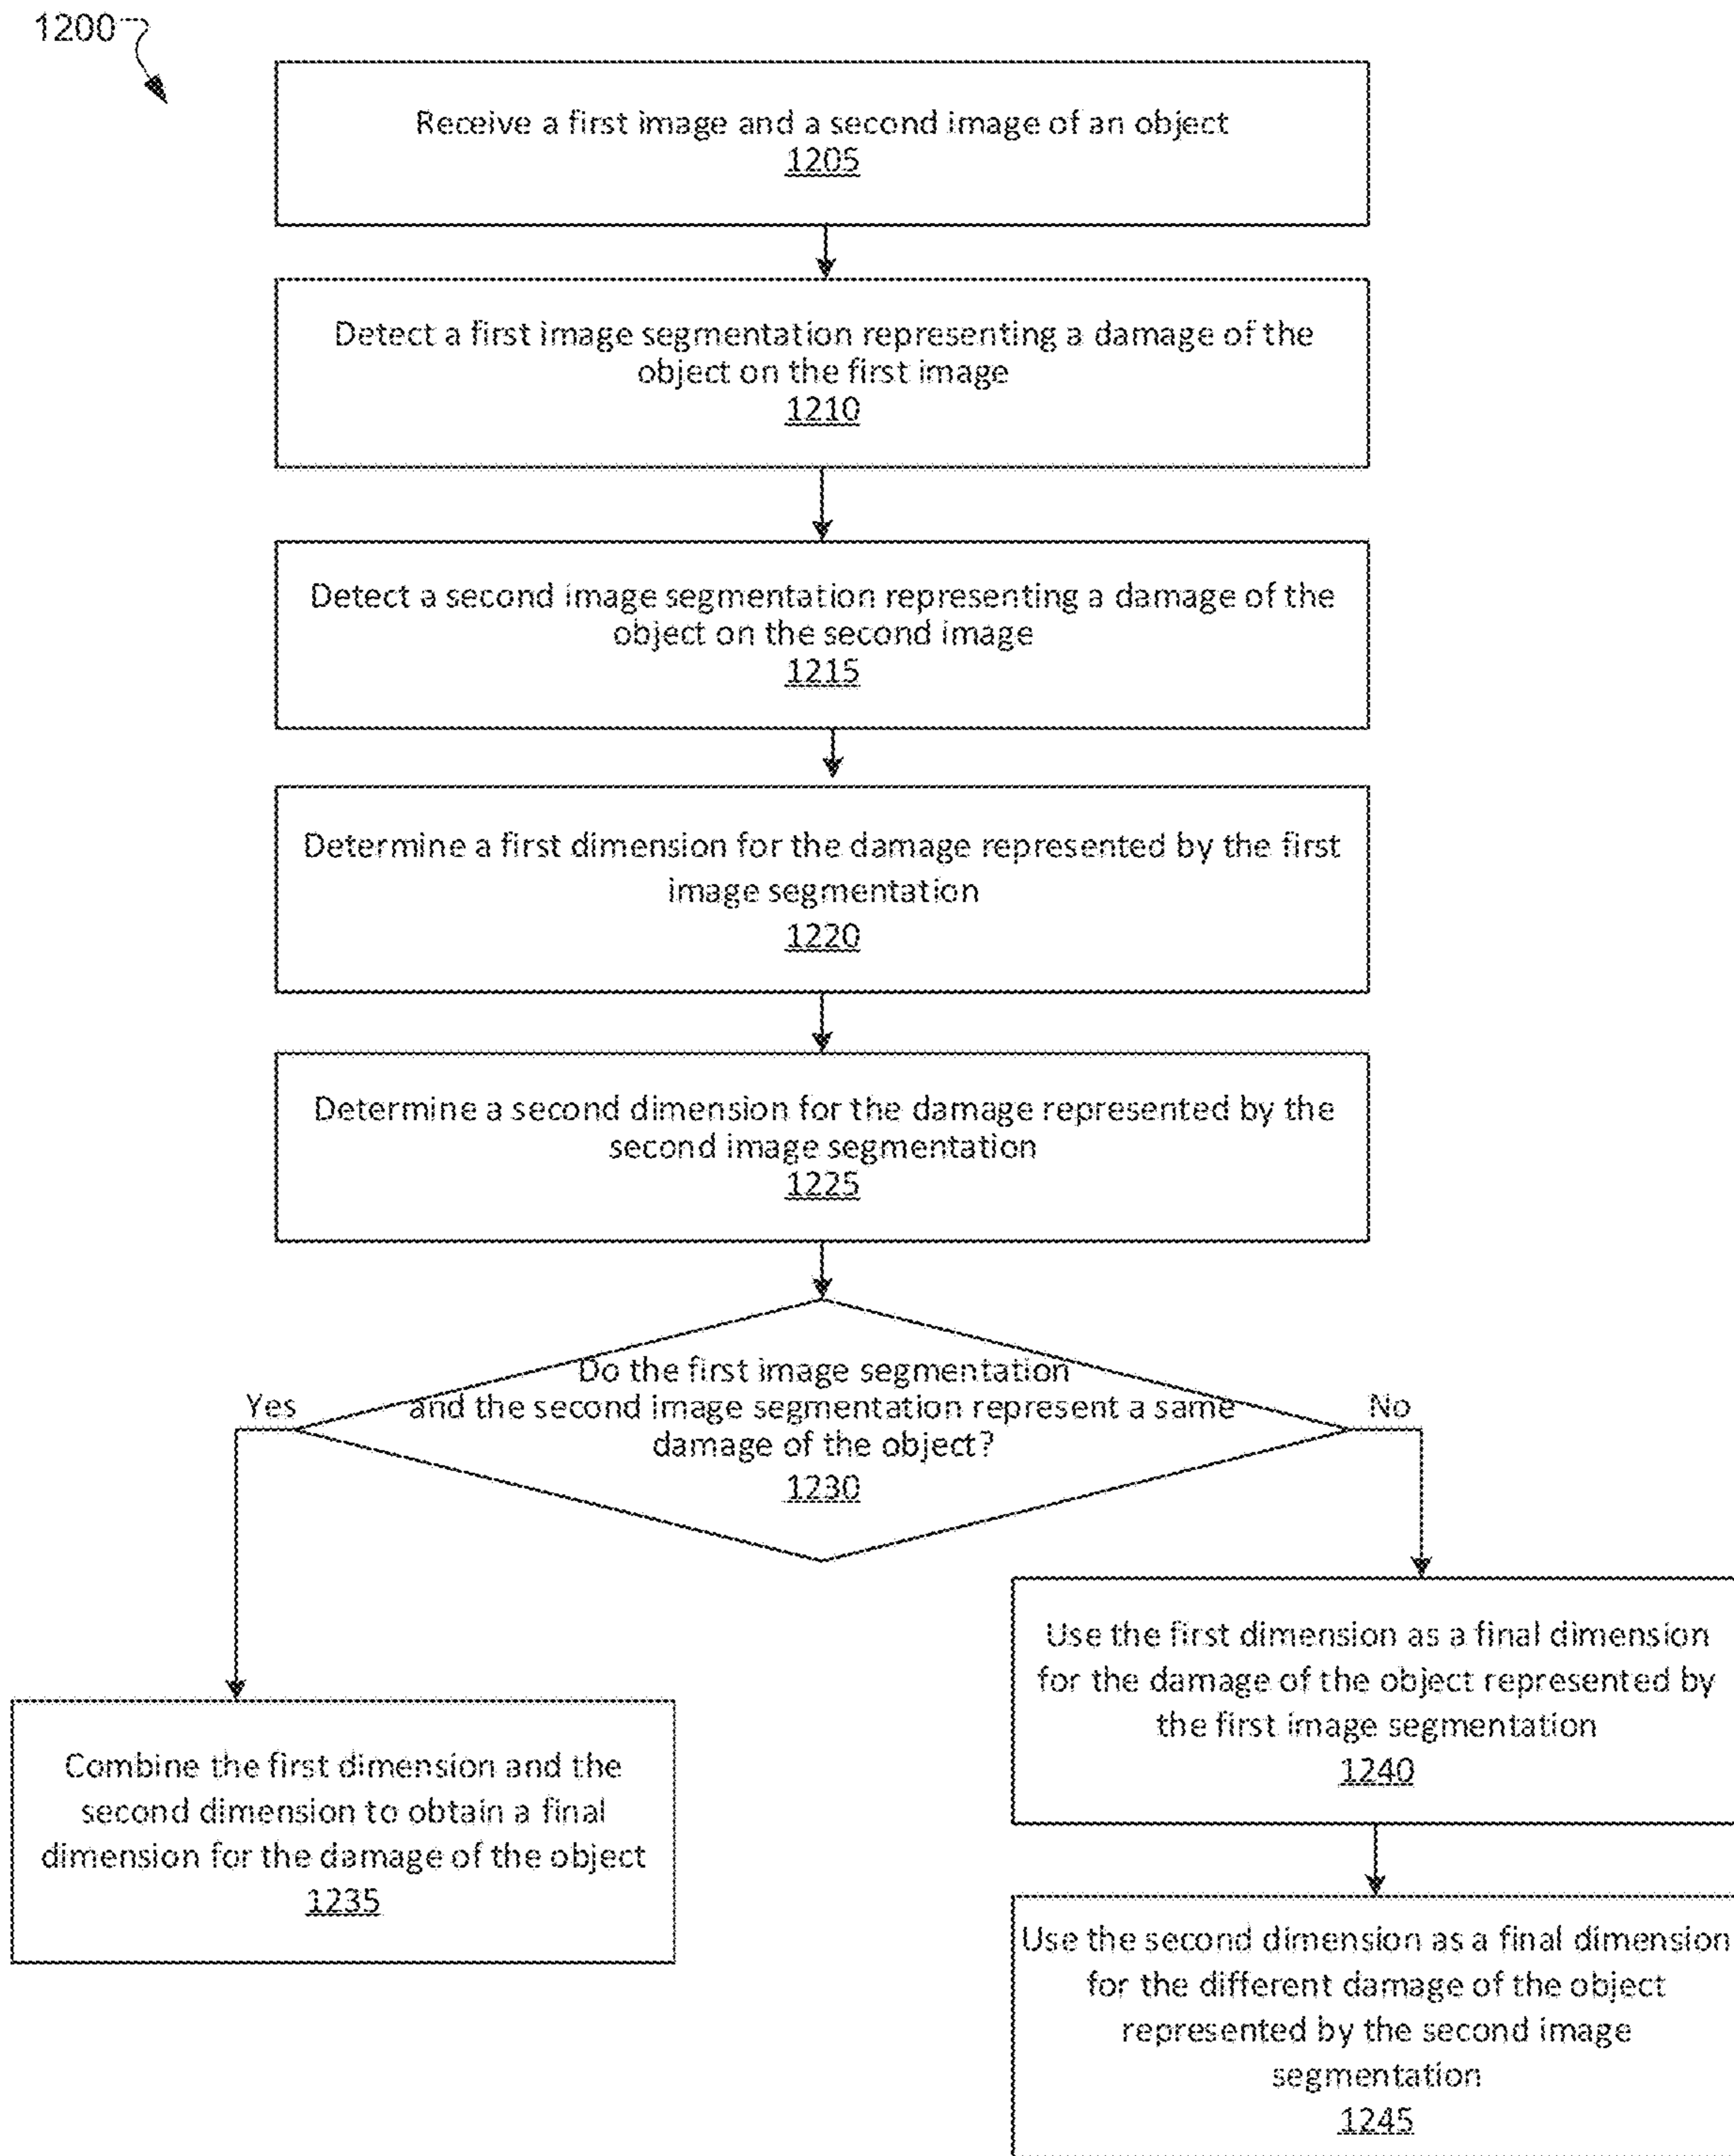 1200
Receive a first image and a second image of an object
1205
Detect a first image segmentation representing a damage of the
object on the first image
1210
Detect a second image segmentation representing a damage of the
object on the second image
1215
Determine a first dimension for the damage represented by the first
image segmentation
1220
Determine a second dimension for the damage represented by the
second image segmentation
1225
Do the first image segmentation
and the second image segmentation represent a same
damage of the object?
1230
Yes
No
Use the first dimension as a final dimension
for the damage of the object represented by
the first image segmentation
1240
Combine the first dimension and the
second dimension to obtain a final
dimension for the damage of the object
1235
Use the second dimension as a final dimension
for the different damage of the object
represented by the second image
segmentation
1245